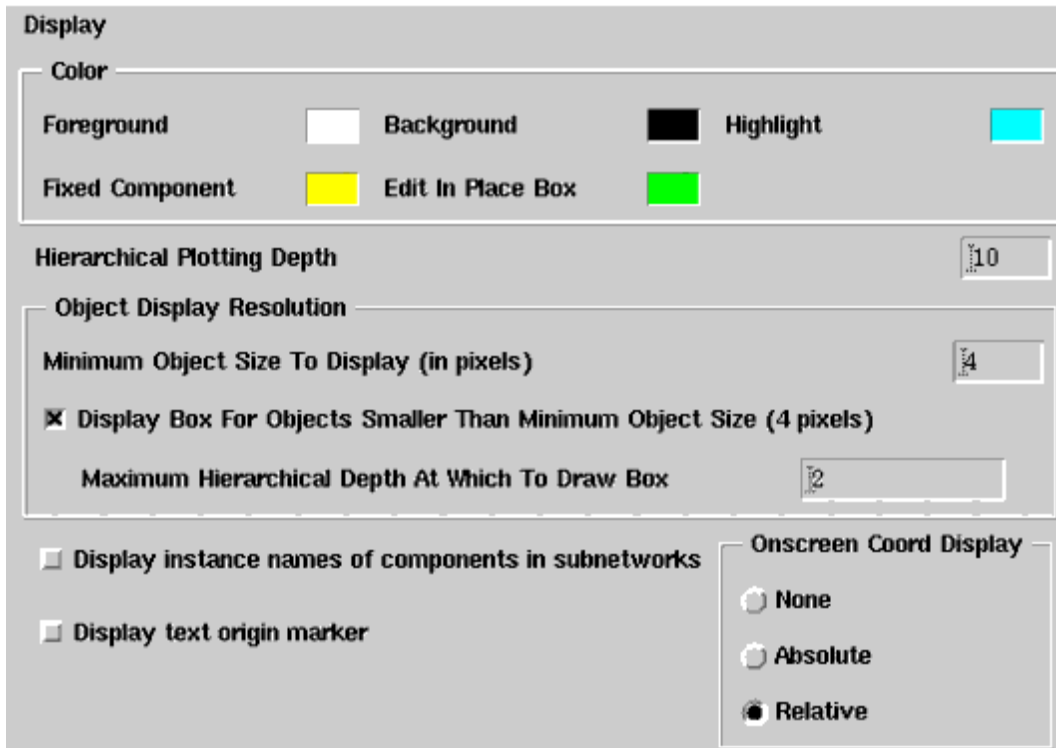 Display
Color
Foreground Background Highlight
Fixed Component Edit In Place Box
Hierarchical Plotting Depth 10
Object Display Resolution
Minimum Object Size To Display (in pixels) 4
Display Box For Objects Smaller Than Minimum Object Size (4 pixels)
Maximum Hierarchical Depth At Which To Draw Box 2
Display instance names of components in subnetworks
Display text origin marker
Onscreen Coord Display
None
Absolute
Relative